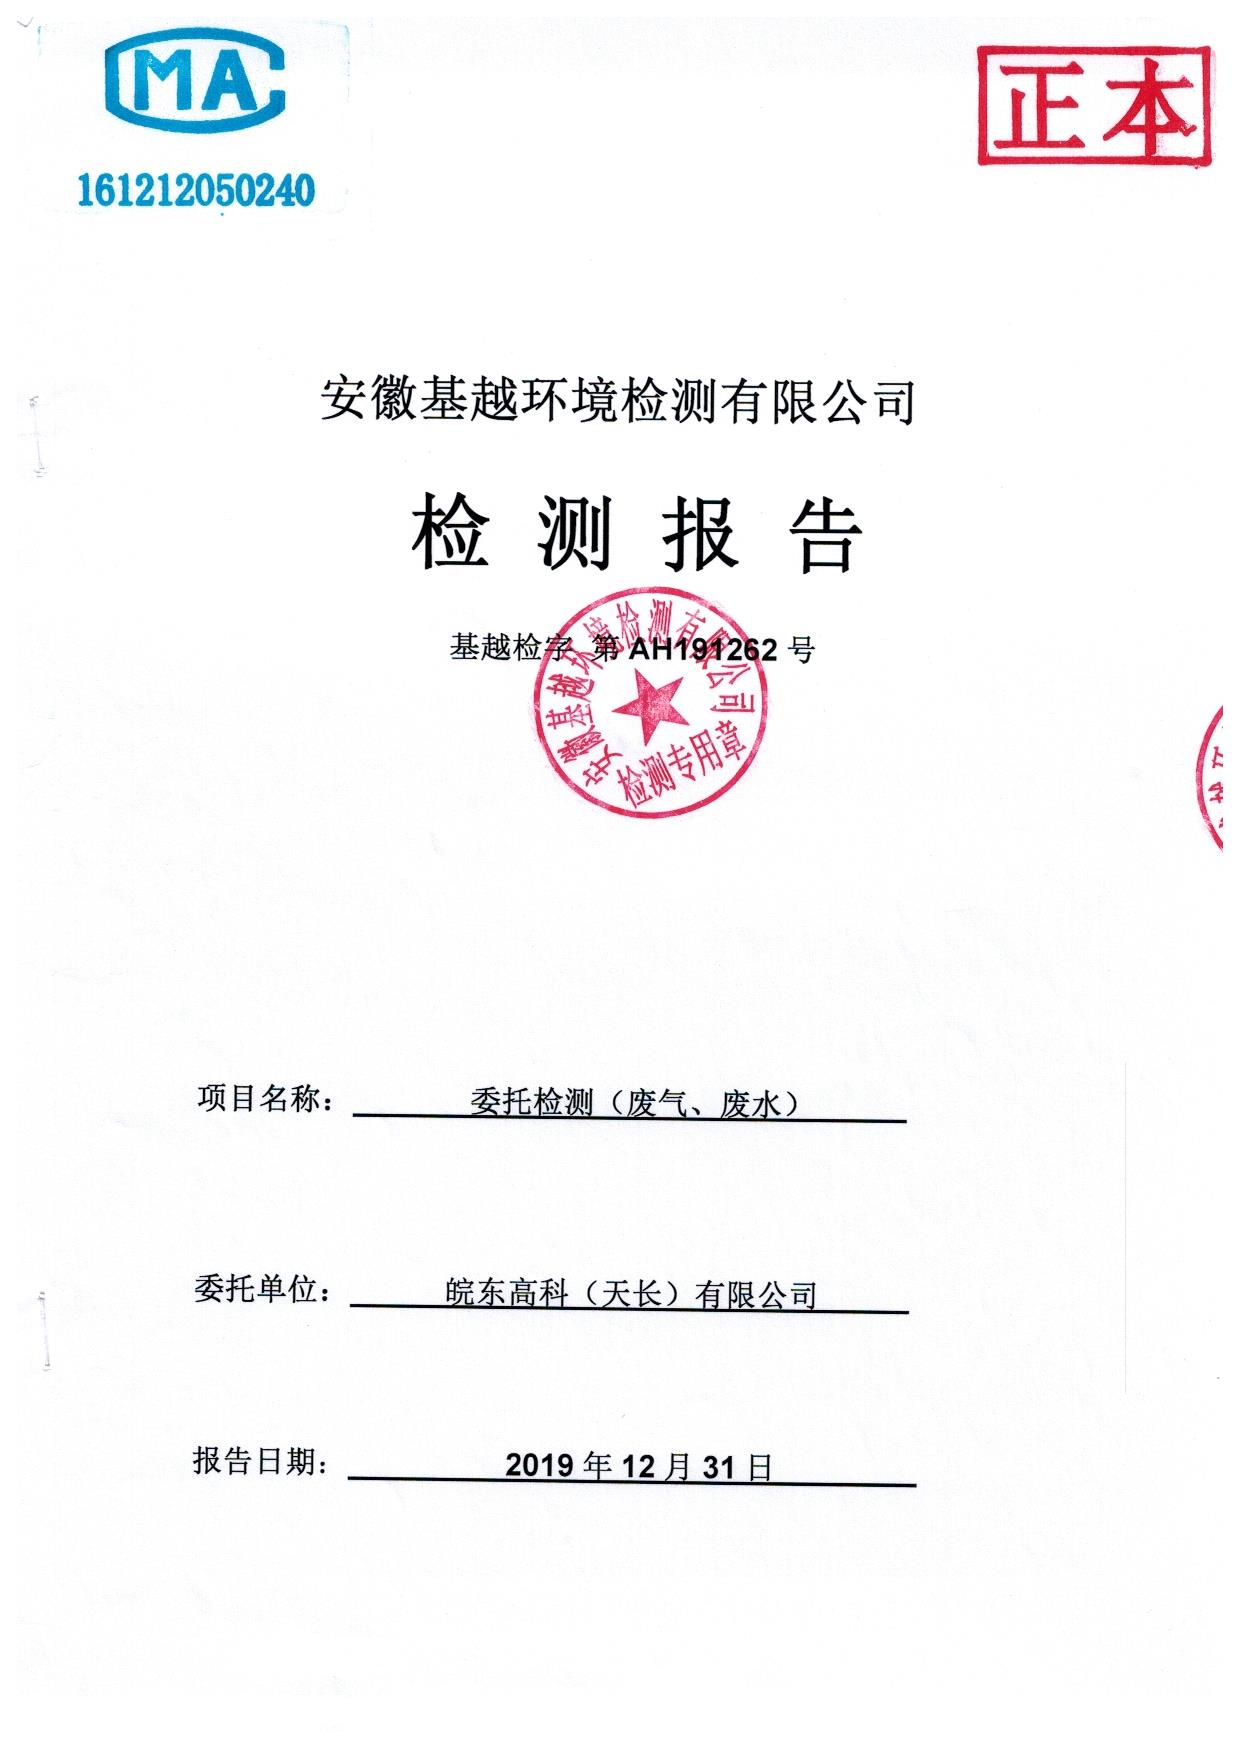 MA
正本
161212050240
安徽基越环境检测有限公司
检测报告
基越检字 第 AH191262 号
安徽基越环境检测有限公司
检测专用章
项目名称: 委托检测（废气、废水）
委托单位: 皖东高科（天长）有限公司
报告日期: 2019 年 12 月 31 日